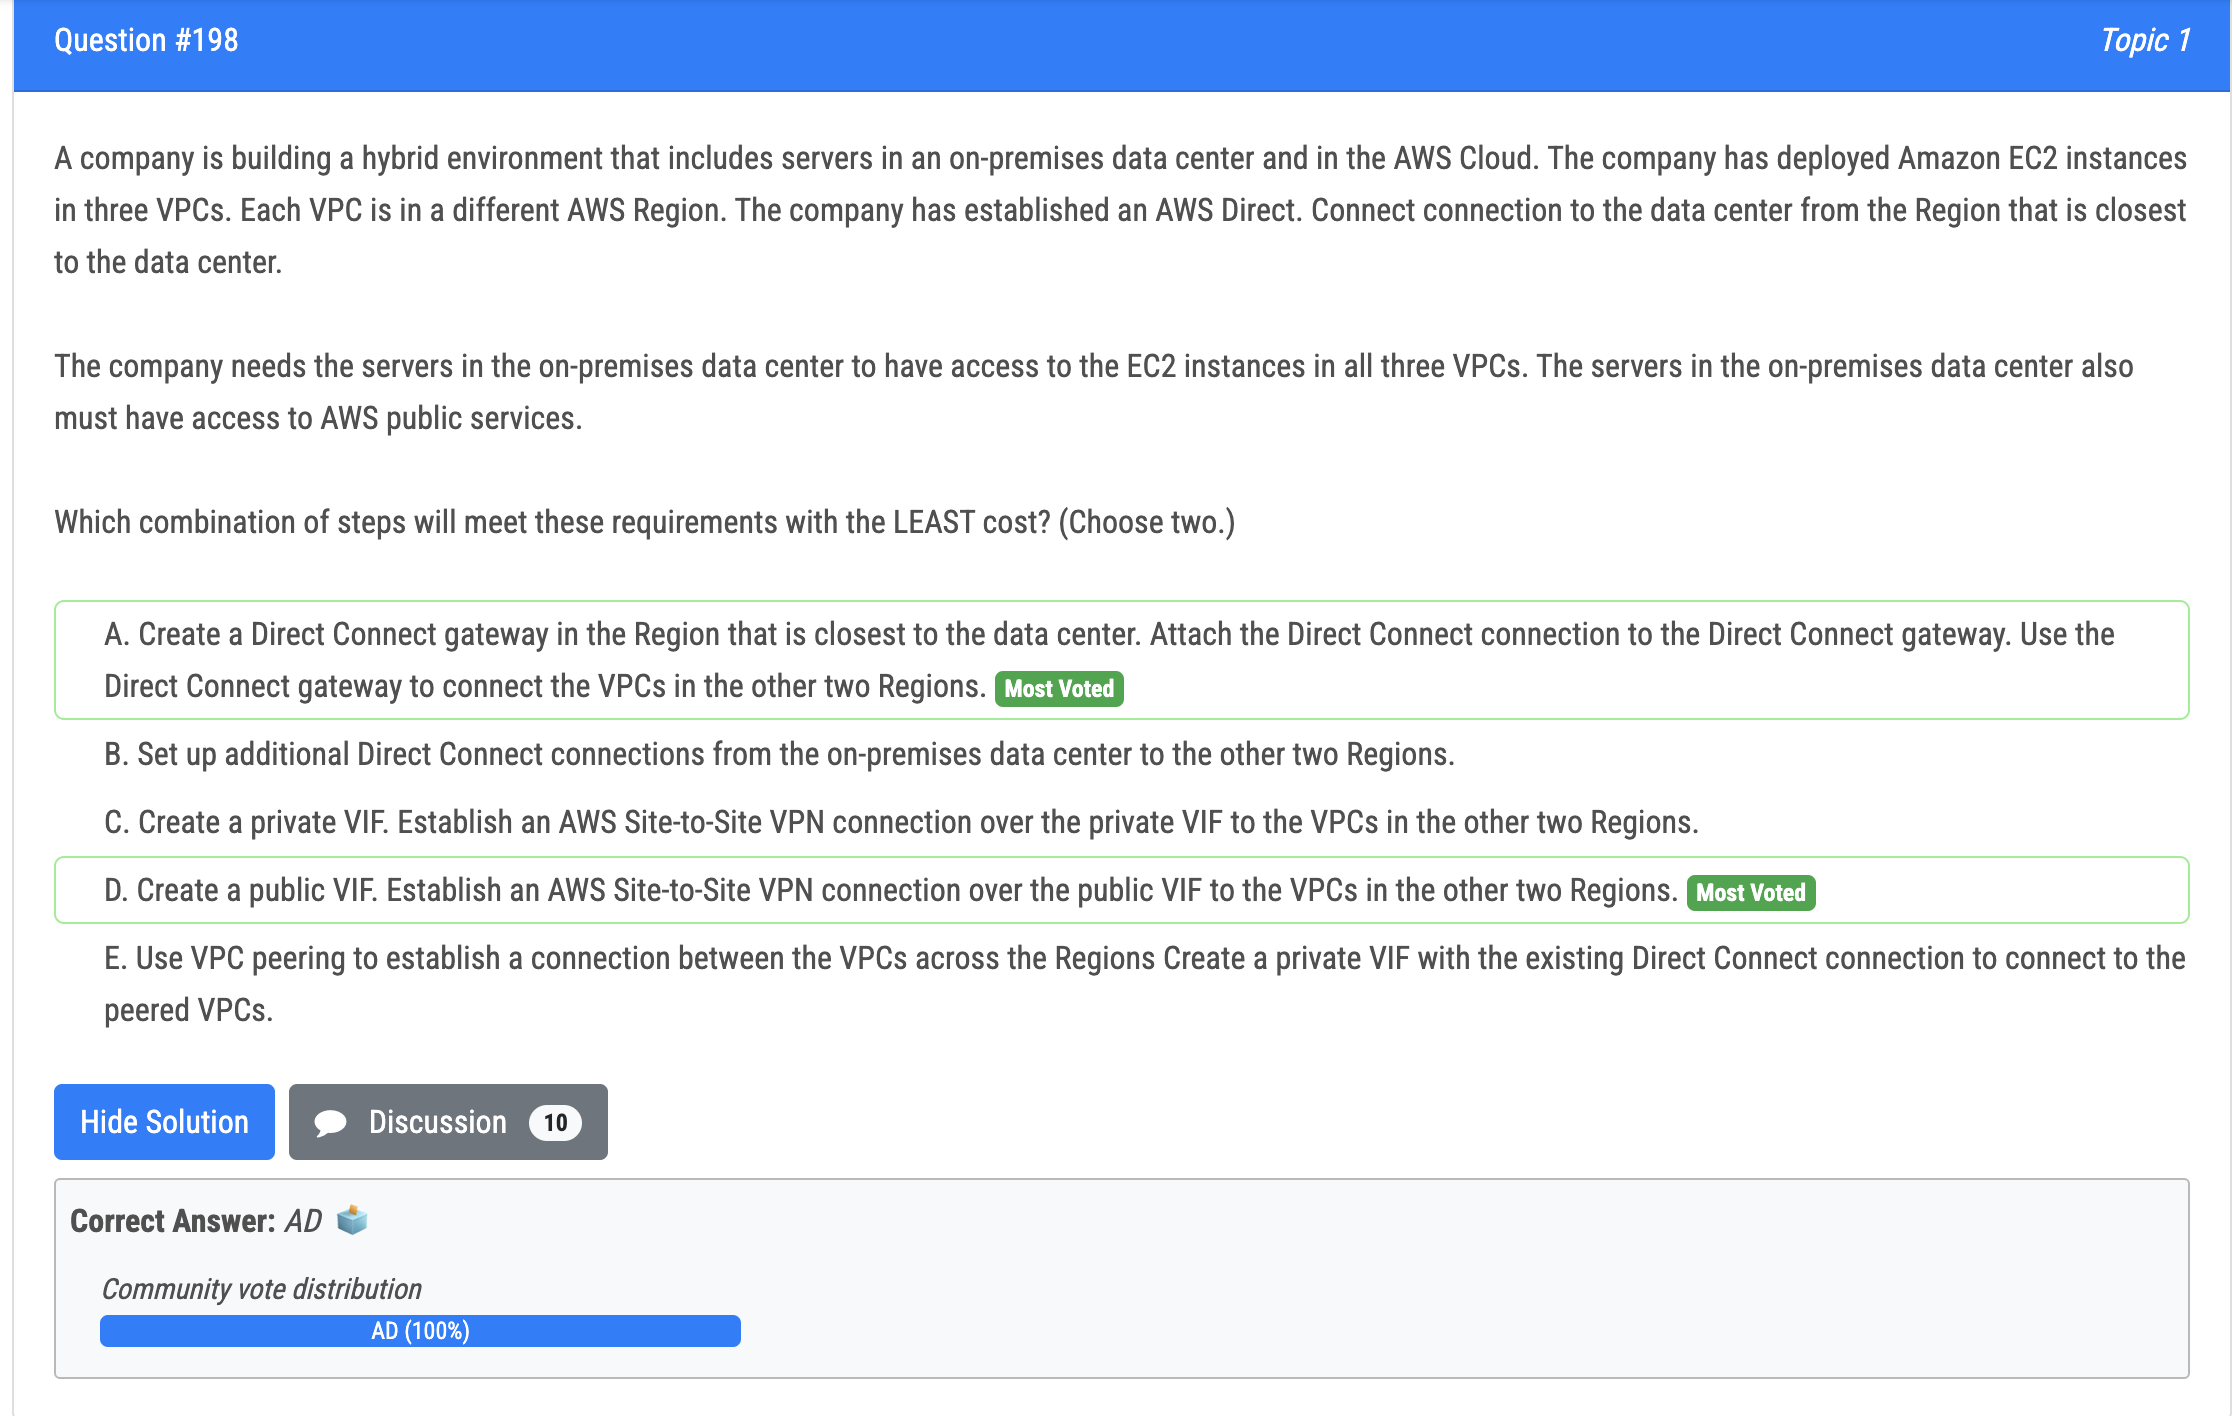 Question #198
Topic 1
A company is building a hybrid environment that includes servers in an on-premises data center and in the AWS Cloud. The company has deployed Amazon EC2 instances
in three VPCs. Each VPC is in a different AWS Region. The company has established an AWS Direct. Connect connection to the data center from the Region that is closest
to the data center.
The company needs the servers in the on-premises data center to have access to the EC2 instances in all three VPCs. The servers in the on-premises data center also
must have access to AWS public services.
Which combination of steps will meet these requirements with the LEAST cost? (Choose two.)
A. Create a Direct Connect gateway in the Region that is closest to the data center. Attach the Direct Connect connection to the Direct Connect gateway. Use the
Direct Connect gateway to connect the VPCs in the other two Regions. Most Voted
B. Set up additional Direct Connect connections from the on-premises data center to the other two Regions.
C. Create a private VIF. Establish an AWS Site-to-Site VPN connection over the private VIF to the VPCs in the other two Regions.
D. Create a public VIF. Establish an AWS Site-to-Site VPN connection over the public VIF to the VPCs in the other two Regions. Most Voted
E. Use VPC peering to establish a connection between the VPCs across the Regions Create a private VIF with the existing Direct Connect connection to connect to the
peered VPCs.
Hide Solution
Discussion 10
Correct Answer: AD
Community vote distribution
AD (100%)